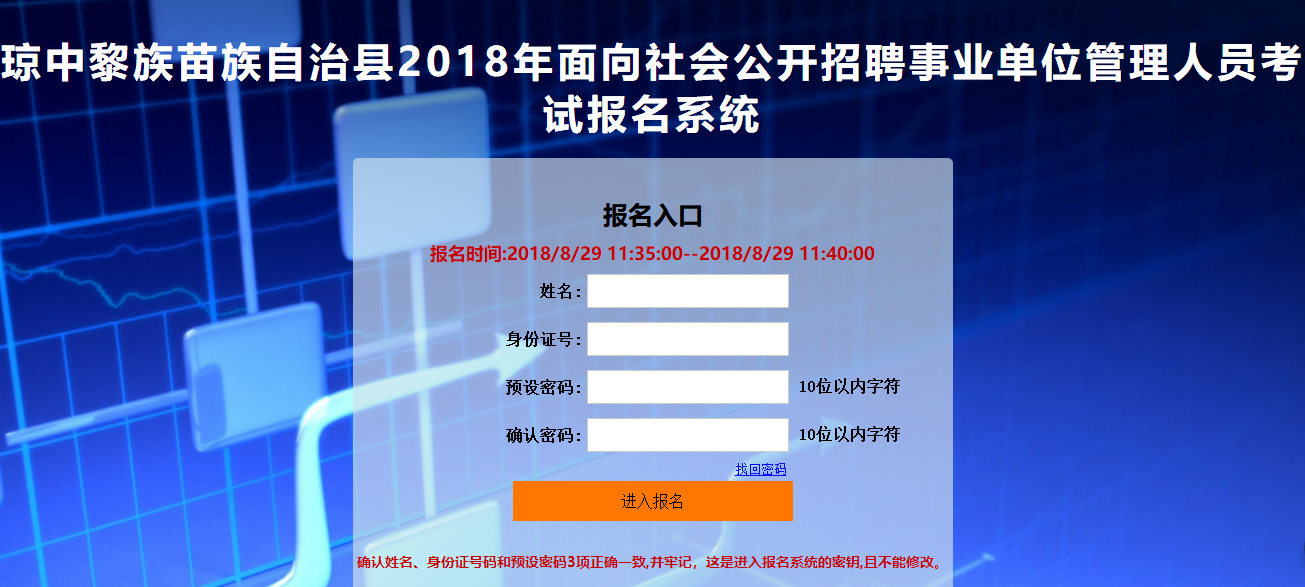 琼中黎族苗族自治县2018年面向社会公开招聘事业单位管理人员考
试报名系统
报名入口
报名时间:2018/8/29 11:35:00--2018/8/29 11:40:00
姓名：
身份证号：
预设密码： 10位以内字符
确认密码： 10位以内字符
找回密码
进入报名
确认姓名、身份证号码和预设密码3项正确一致,并牢记，这是进入报名系统的密钥,且不能修改。